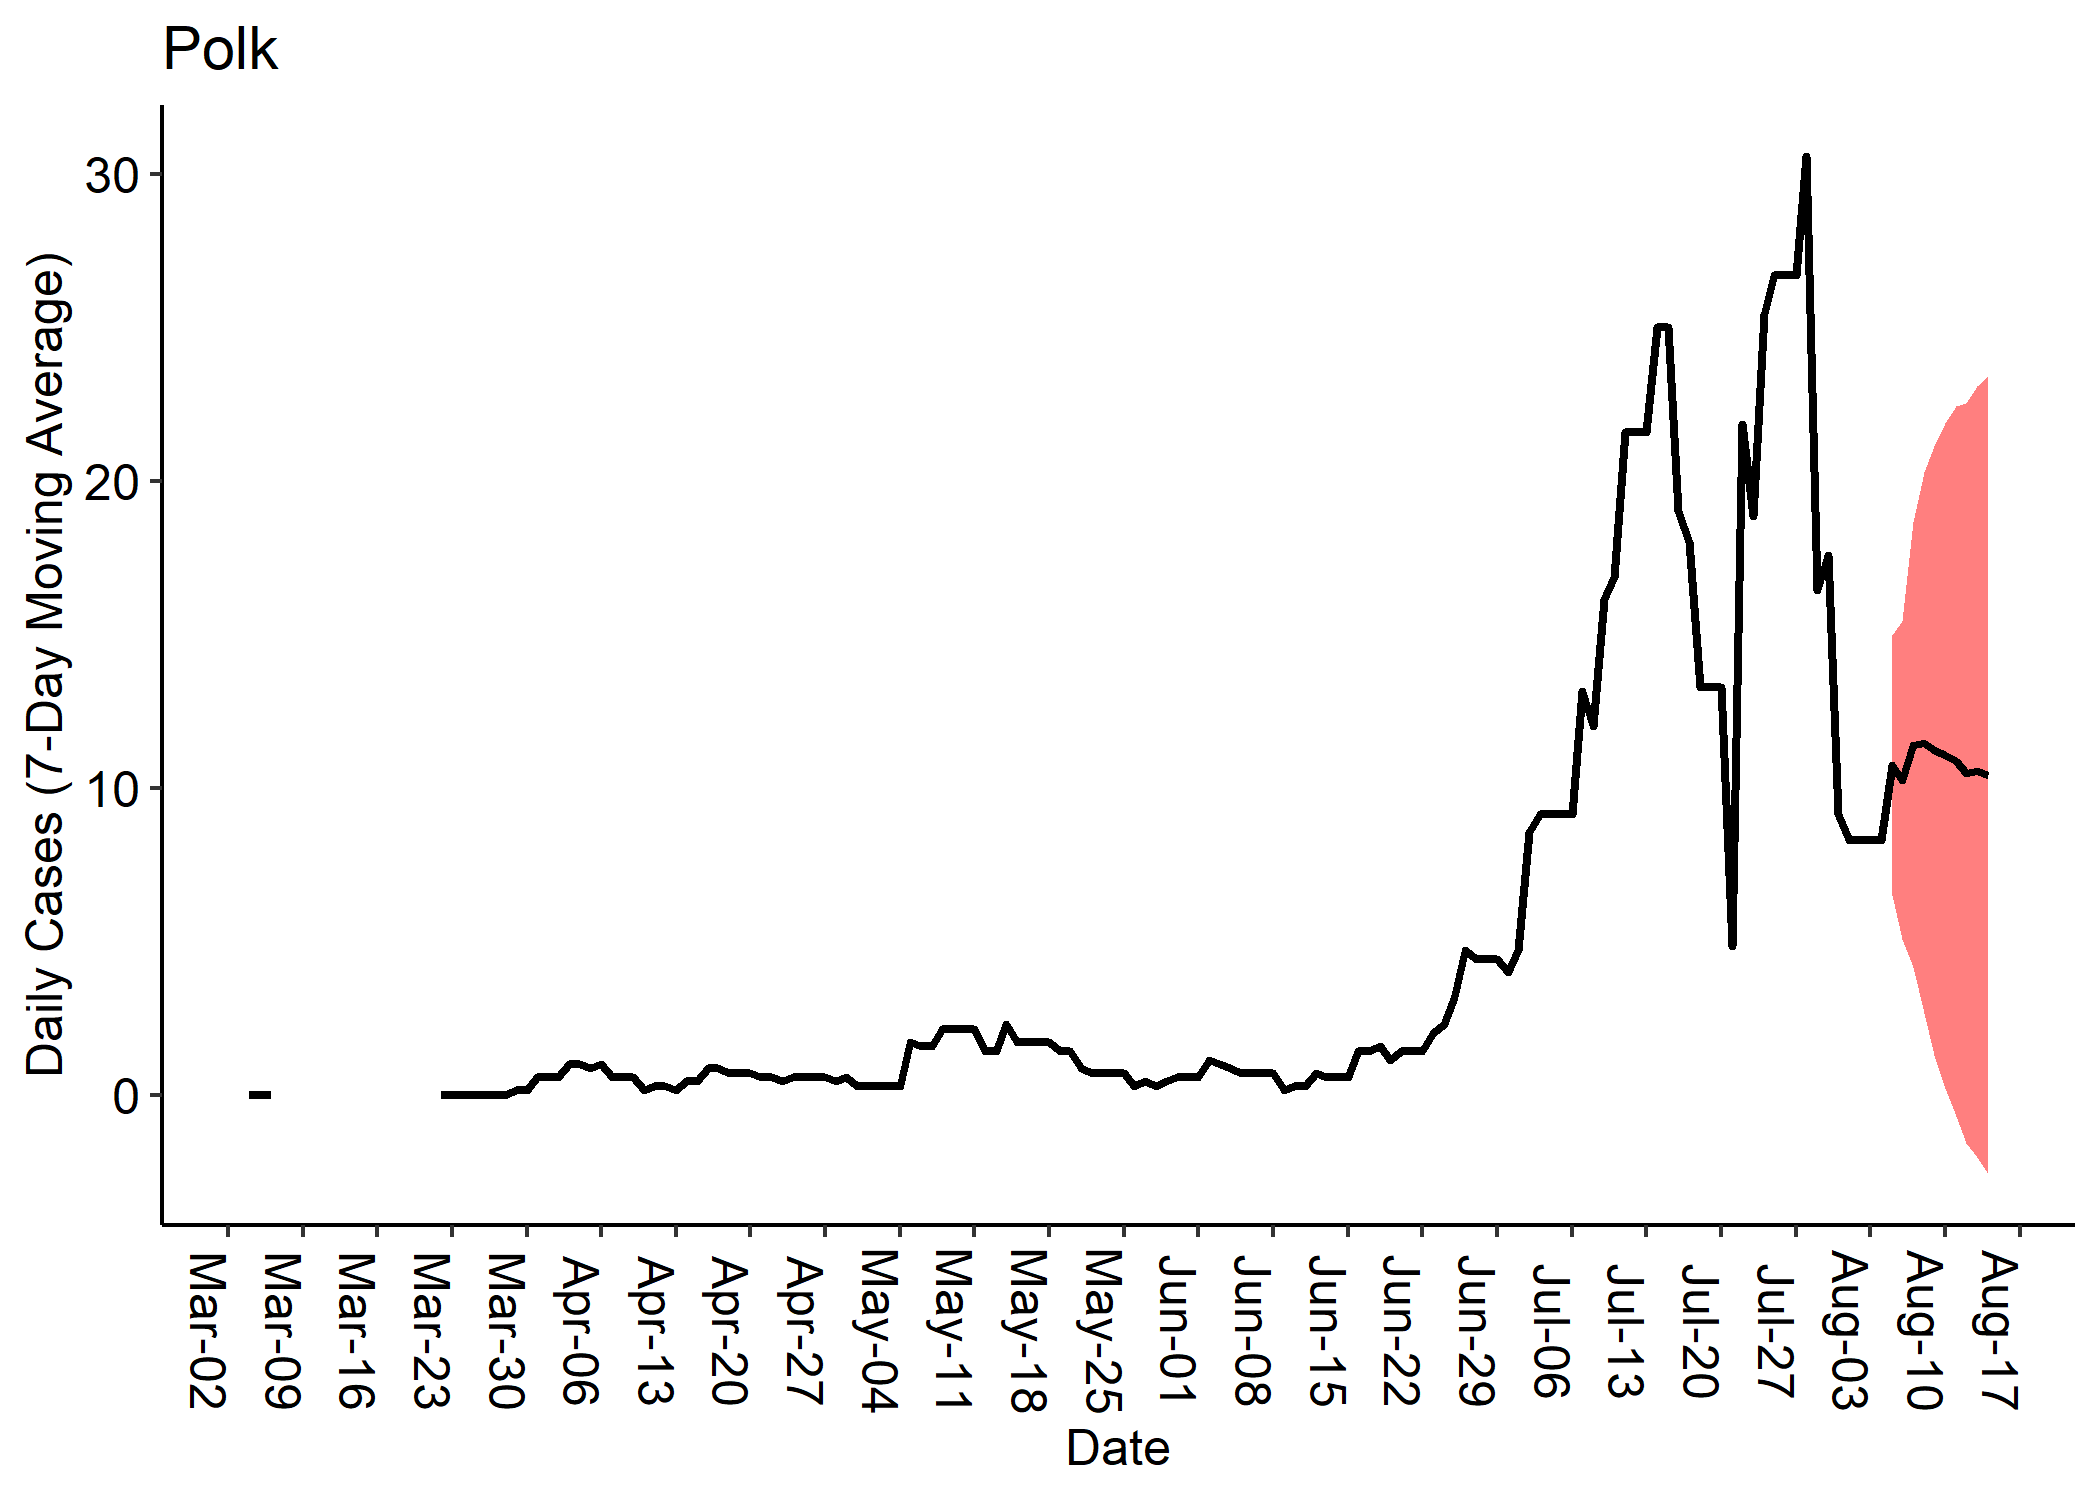 Polk
Daily Cases (7-Day Moving Average)
30
20
10
0
Mar-02
Mar-09
Mar-16
Mar-23
Mar-30
Apr-06
Apr-13
Apr-20
Apr-27
May-04
May-11
May-18
May-25
Jun-01
Jun-08
Jun-15
Jun-22
Jun-29
Jul-06
Jul-13
Jul-20
Jul-27
Aug-03
Aug-10
Aug-17
Date